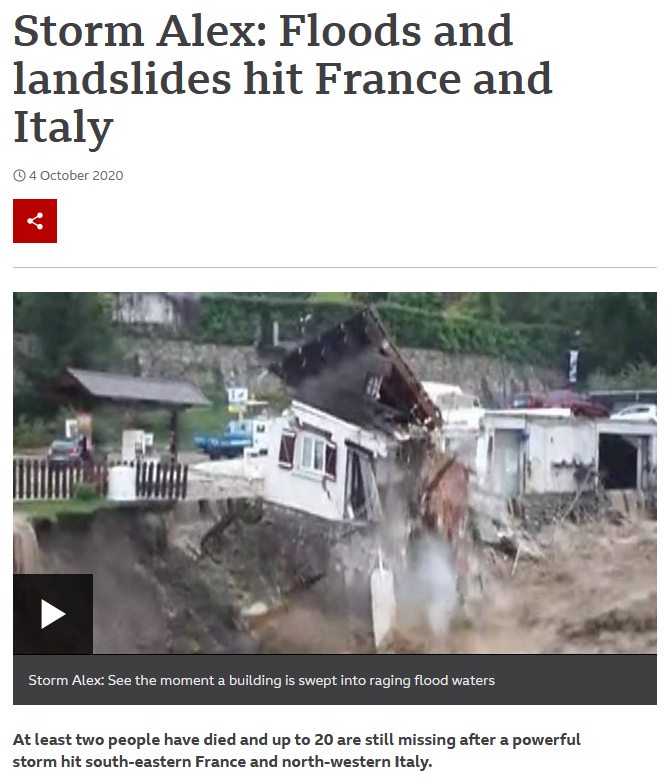 Storm Alex: Floods and
landslides hit France and
Italy
4 October 2020
Storm Alex: See the moment a building is swept into raging flood waters
At least two people have died and up to 20 are still missing after a powerful
storm hit south-eastern France and north-western Italy.